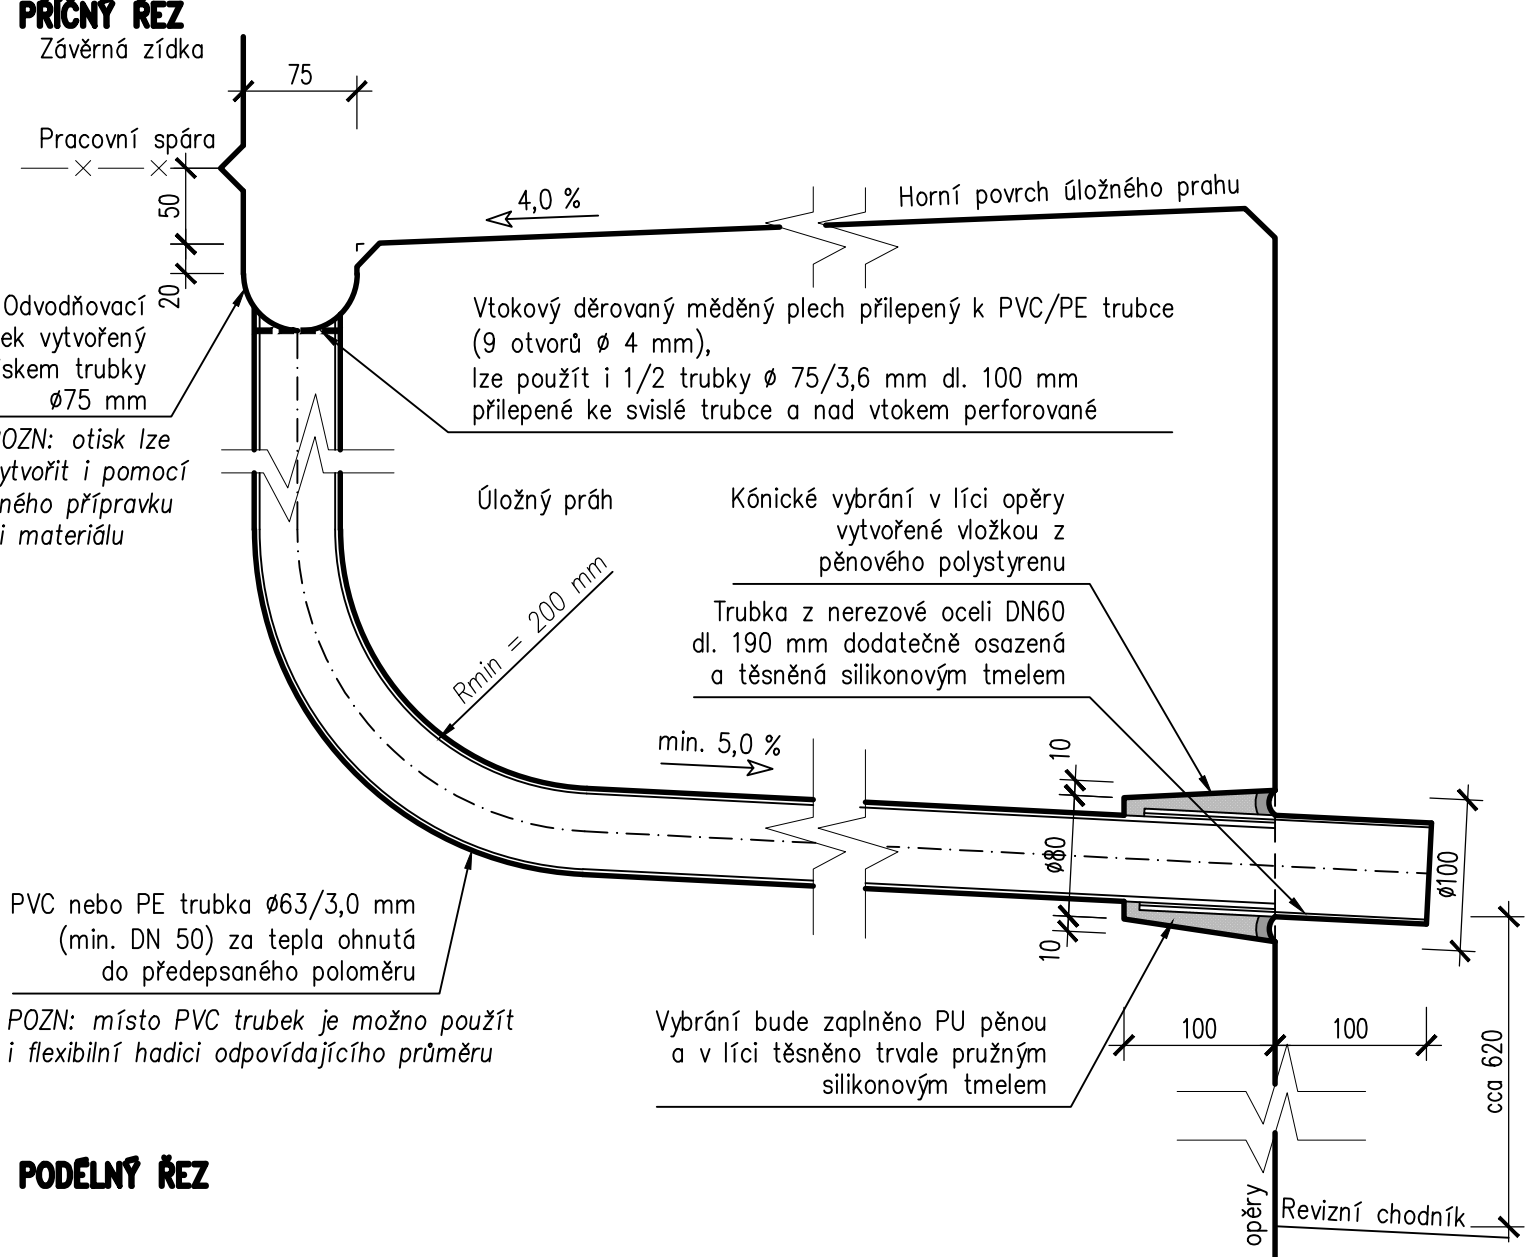 PŘÍČNÝ ŘEZ
Závěrná zídka
75
Pracovní spára
50
20
4,0 %
Horní povrch úložného prahu
Odvodňovací
ek vytvořený
skem trubky
ø75 mm
POZN: otisk lze
vytvořit i pomocí
ného přípravku
i materiálu
Vtokový děrovaný měděný plech přilepený k PVC/PE trubce
(9 otvorů ø 4 mm),
lze použít i 1/2 trubky ø 75/3,6 mm dl. 100 mm
přilepené ke svislé trubce a nad vtokem perforované
Úložný práh
Kónické vybrání v líci opěry
vytvořené vložkou z
pěnového polystyrenu
Trubka z nerezové oceli DN60
dl. 190 mm dodatečně osazená
a těsněná silikonovým tmelem
Rmin = 200 mm
min. 5,0 %
10
ø80
10
ø100
PVC nebo PE trubka ø63/3,0 mm
(min. DN 50) za tepla ohnutá
do předepsaného poloměru
POZN: místo PVC trubek je možno použít
i flexibilní hadici odpovídajícího průměru
Vybrání bude zaplněno PU pěnou
a v líci těsněno trvale pružným
silikonovým tmelem
100
100
cca 620
opěry
Revizní chodník
PODÉLNÝ ŘEZ